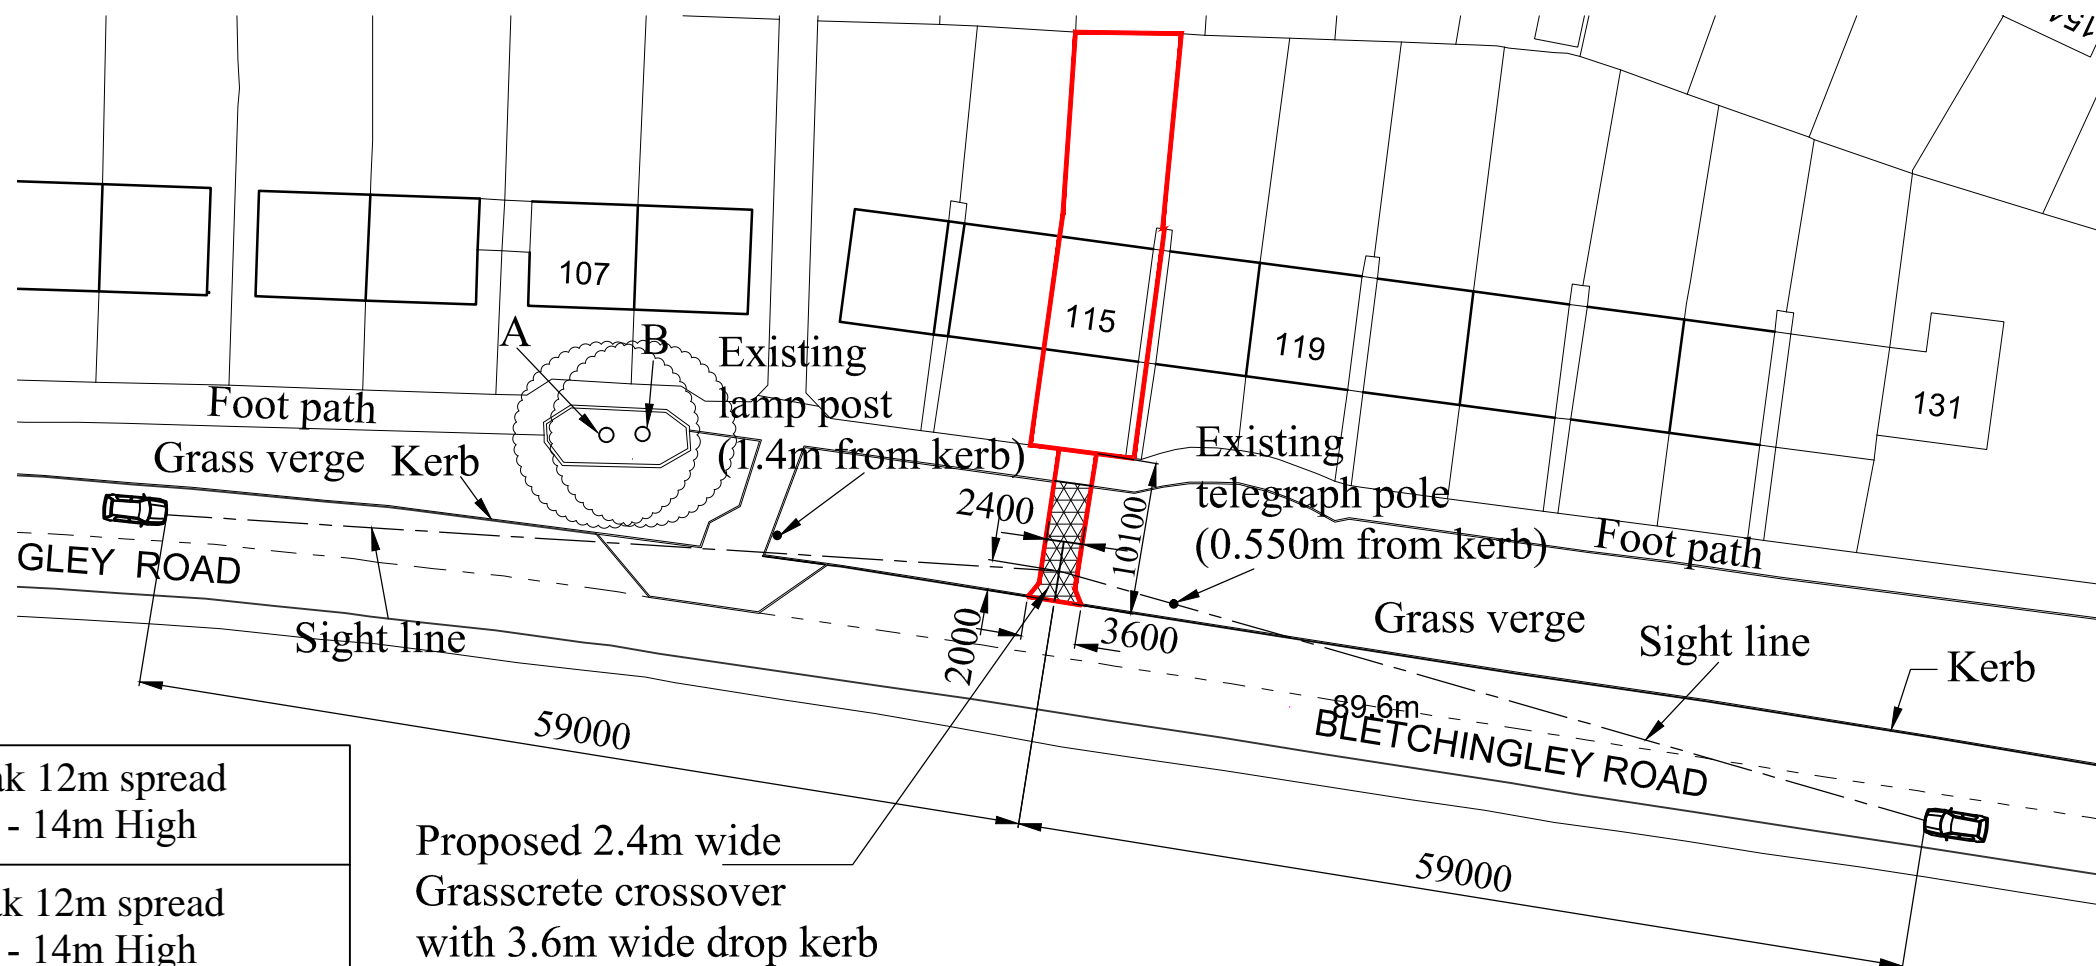 154
107
115
119
131
A
B
Existing
lamp post
(1.4m from kerb)
Foot path
Grass verge
Kerb
2400
10100
Existing
telegraph pole
(0.550m from kerb)
Foot path
GLEY ROAD
Sight line
2000
3600
Grass verge
Sight line
Kerb
89.6m
BLETCHINGLEY ROAD
59000
59000
12m spread
- 14m High
12m spread
- 14m High
Proposed 2.4m wide
Grasscrete crossover
with 3.6m wide drop kerb